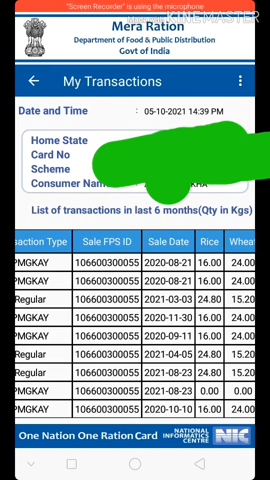 "Screen Recorder" is using the microphone
KINEMASTER
Mera Ration
Department of Food & Public Distribution
Govt of India
My Transactions
Date and Time : 05-10-2021 14:39 PM
Home State
Card No
Scheme
Consumer Name KHA
List of transactions in last 6 months(Qty in Kgs)
saction Type Sale FPS ID Sale Date Rice Wheat
PMGKAY 106600300055 2020-08-21 16.00 24.00
PMGKAY 106600300055 2020-08-21 16.00 24.00
Regular 106600300055 2021-03-03 24.80 15.20
PMGKAY 106600300055 2020-11-30 16.00 24.00
PMGKAY 106600300055 2020-09-11 16.00 24.00
Regular 106600300055 2021-04-05 24.80 15.20
Regular 106600300055 2021-08-23 24.80 15.20
PMGKAY 106600300055 2021-08-23 0.00 0.00
PMGKAY 106600300055 2020-10-10 16.00 24.00
One Nation One Ration Card NATIONAL INFORMATICS CENTRE NIC